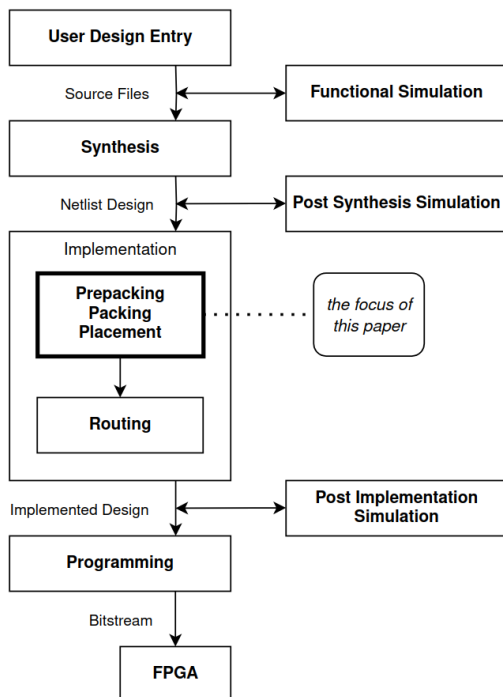 User Design Entry
Source Files
Functional Simulation
Synthesis
Netlist Design
Post Synthesis Simulation
Implementation
Prepacking
Packing
Placement
the focus of
this paper
Routing
Implemented Design
Post Implementation
Simulation
Programming
Bitstream
FPGA